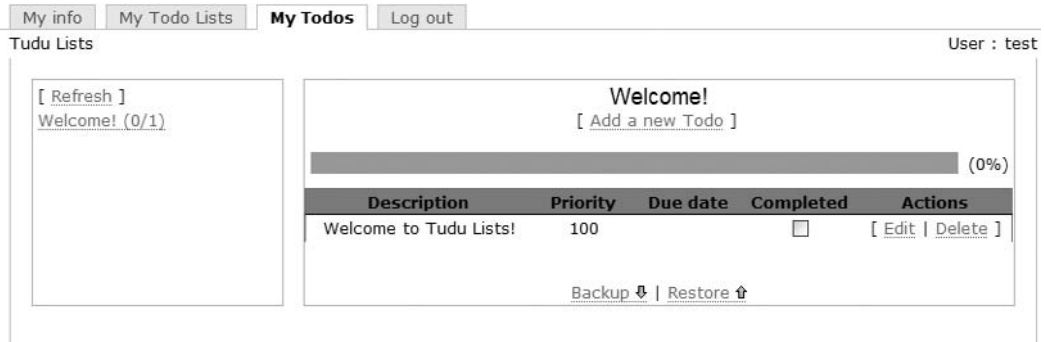 My info My Todo Lists My Todos Log out
Tudu Lists User : test
[ Refresh ]
Welcome! (0/1)
Welcome!
[ Add a new Todo ]
(0%)
Description Priority Due date Completed Actions
Welcome to Tudu Lists! 100 [ Edit | Delete ]
Backup | Restore